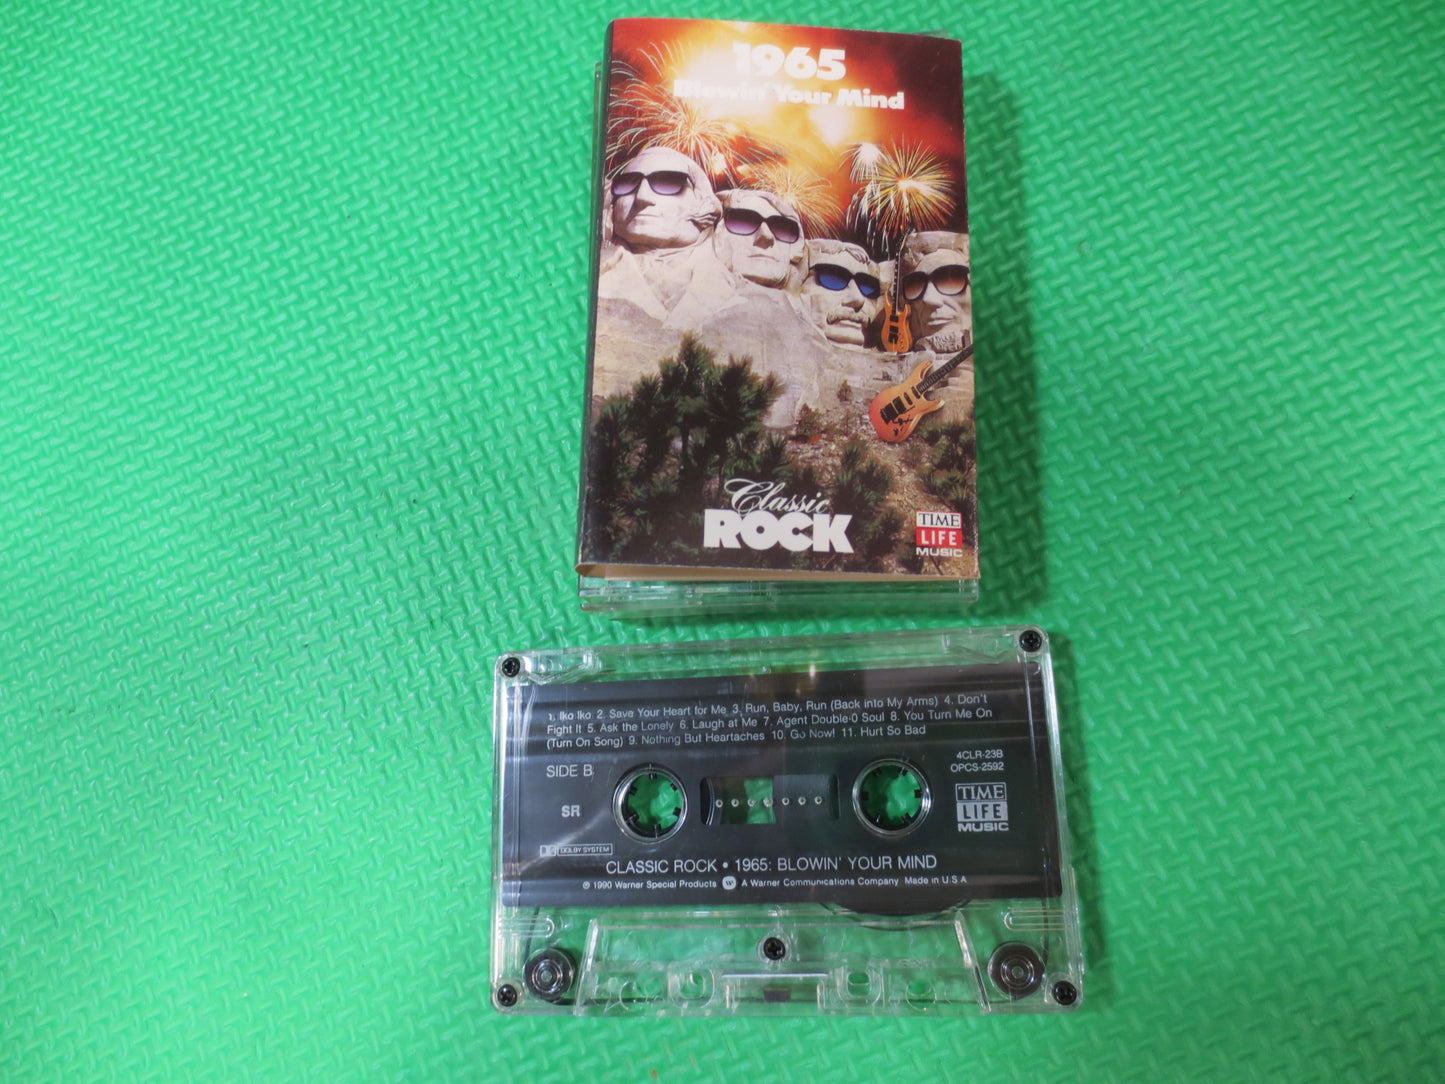 1965
Blowin' Your Mind
Classic
ROCK
TIME
LIFE
MUSIC
1. Iko Iko 2. Save Your Heart for Me 3. Run, Baby, Run (Back into My Arms) 4. Don't
Fight It 5. Ask the Lonely 6. Laugh at Me 7. Agent Double-0 Soul 8. You Turn Me On
(Turn On Song) 9. Nothing But Heartaches 10. Go Now! 11. Hurt So Bad
SIDE B
4CLR-23B
OPCS-2592
SR
TIME
LIFE
MUSIC
DOLBY SYSTEM
CLASSIC ROCK • 1965: BLOWIN' YOUR MIND
℗ 1990 Warner Special Products W A Warner Communications Company Made in U.S.A